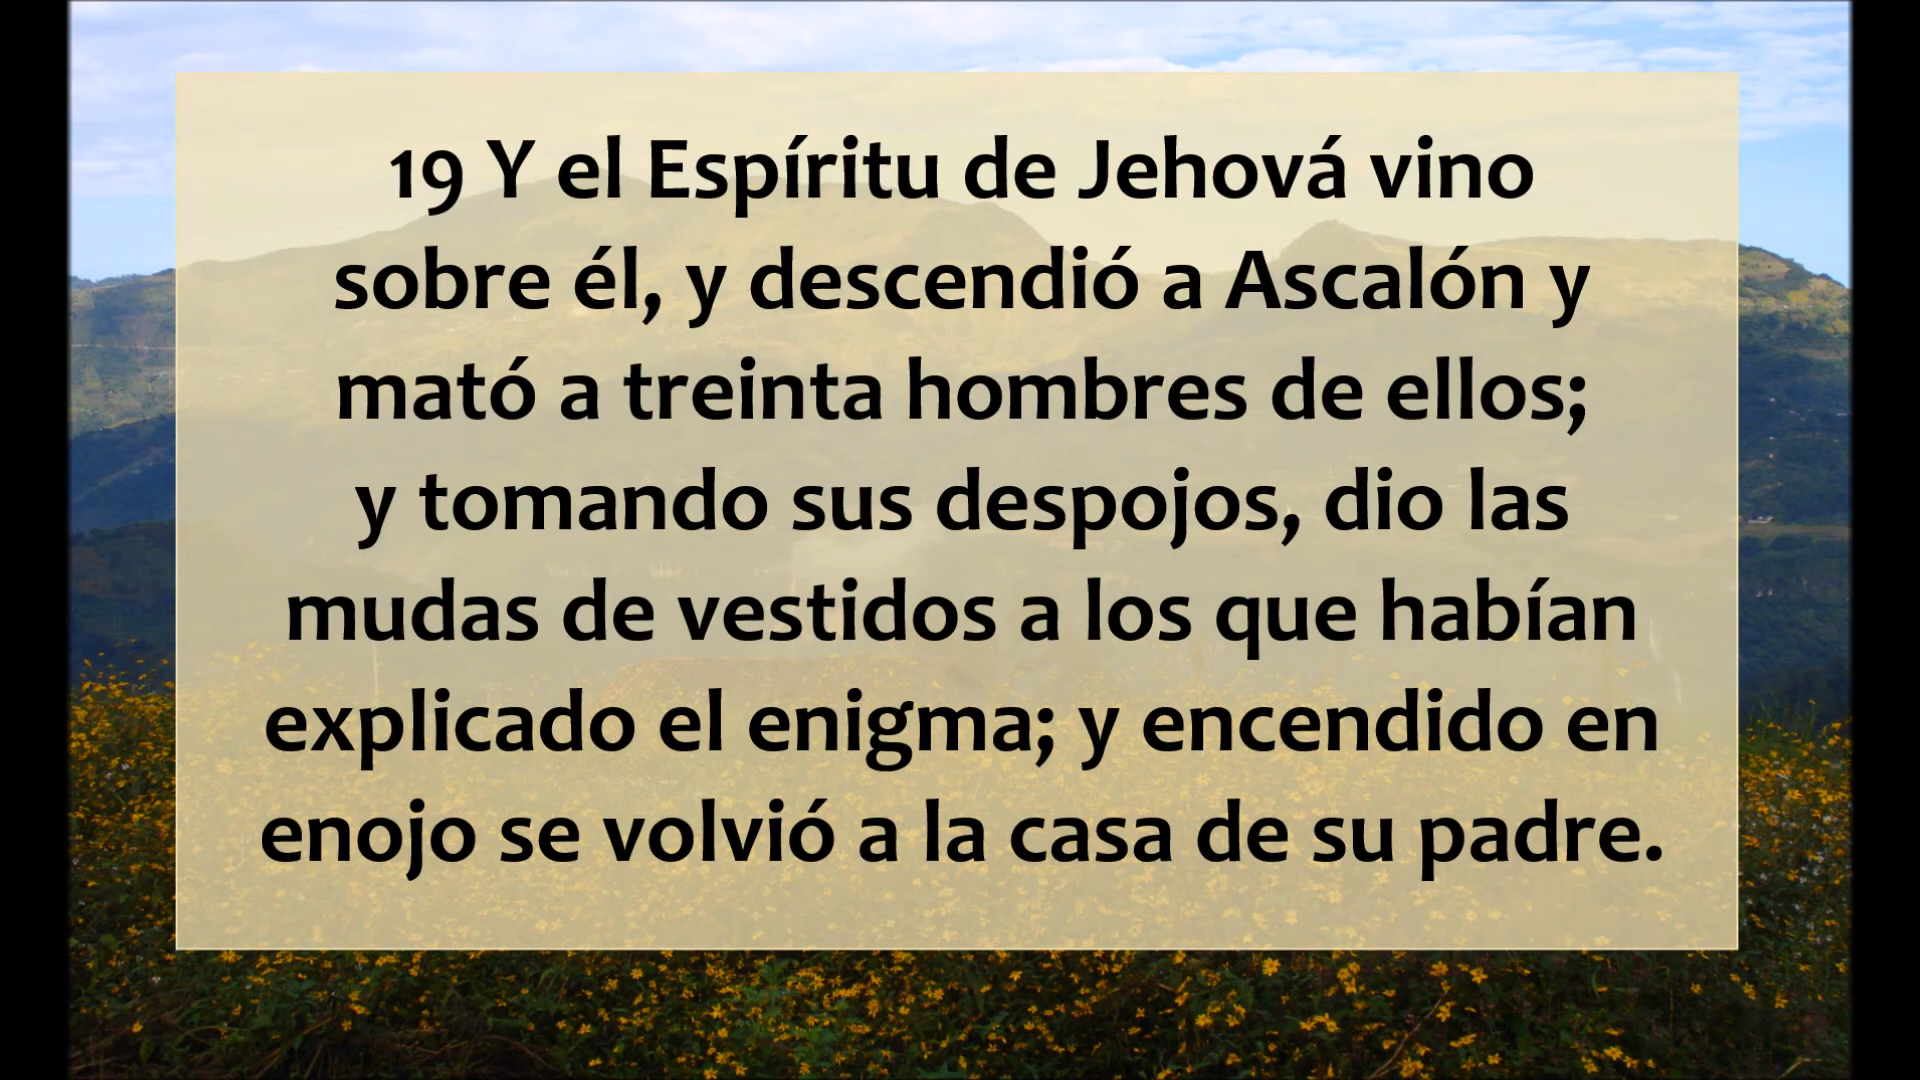 19 Y el Espíritu de Jehová vino
sobre él, y descendió a Ascalón y
mató a treinta hombres de ellos;
y tomando sus despojos, dio las
mudas de vestidos a los que habían
explicado el enigma; y encendido en
enojo se volvió a la casa de su padre.